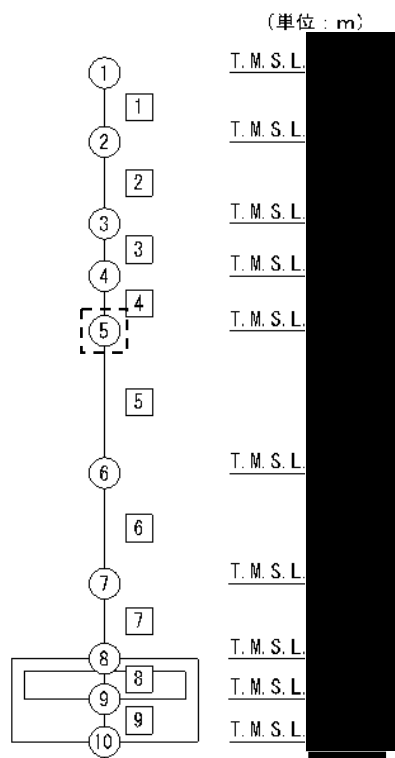 (単位:m)
① T.M.S.L.
1
② T.M.S.L.
2
③ T.M.S.L.
3
④ T.M.S.L.
4
⑤ T.M.S.L.
5
⑥ T.M.S.L.
6
⑦ T.M.S.L.
7
⑧ T.M.S.L.
8
⑨ T.M.S.L.
9
⑩ T.M.S.L.